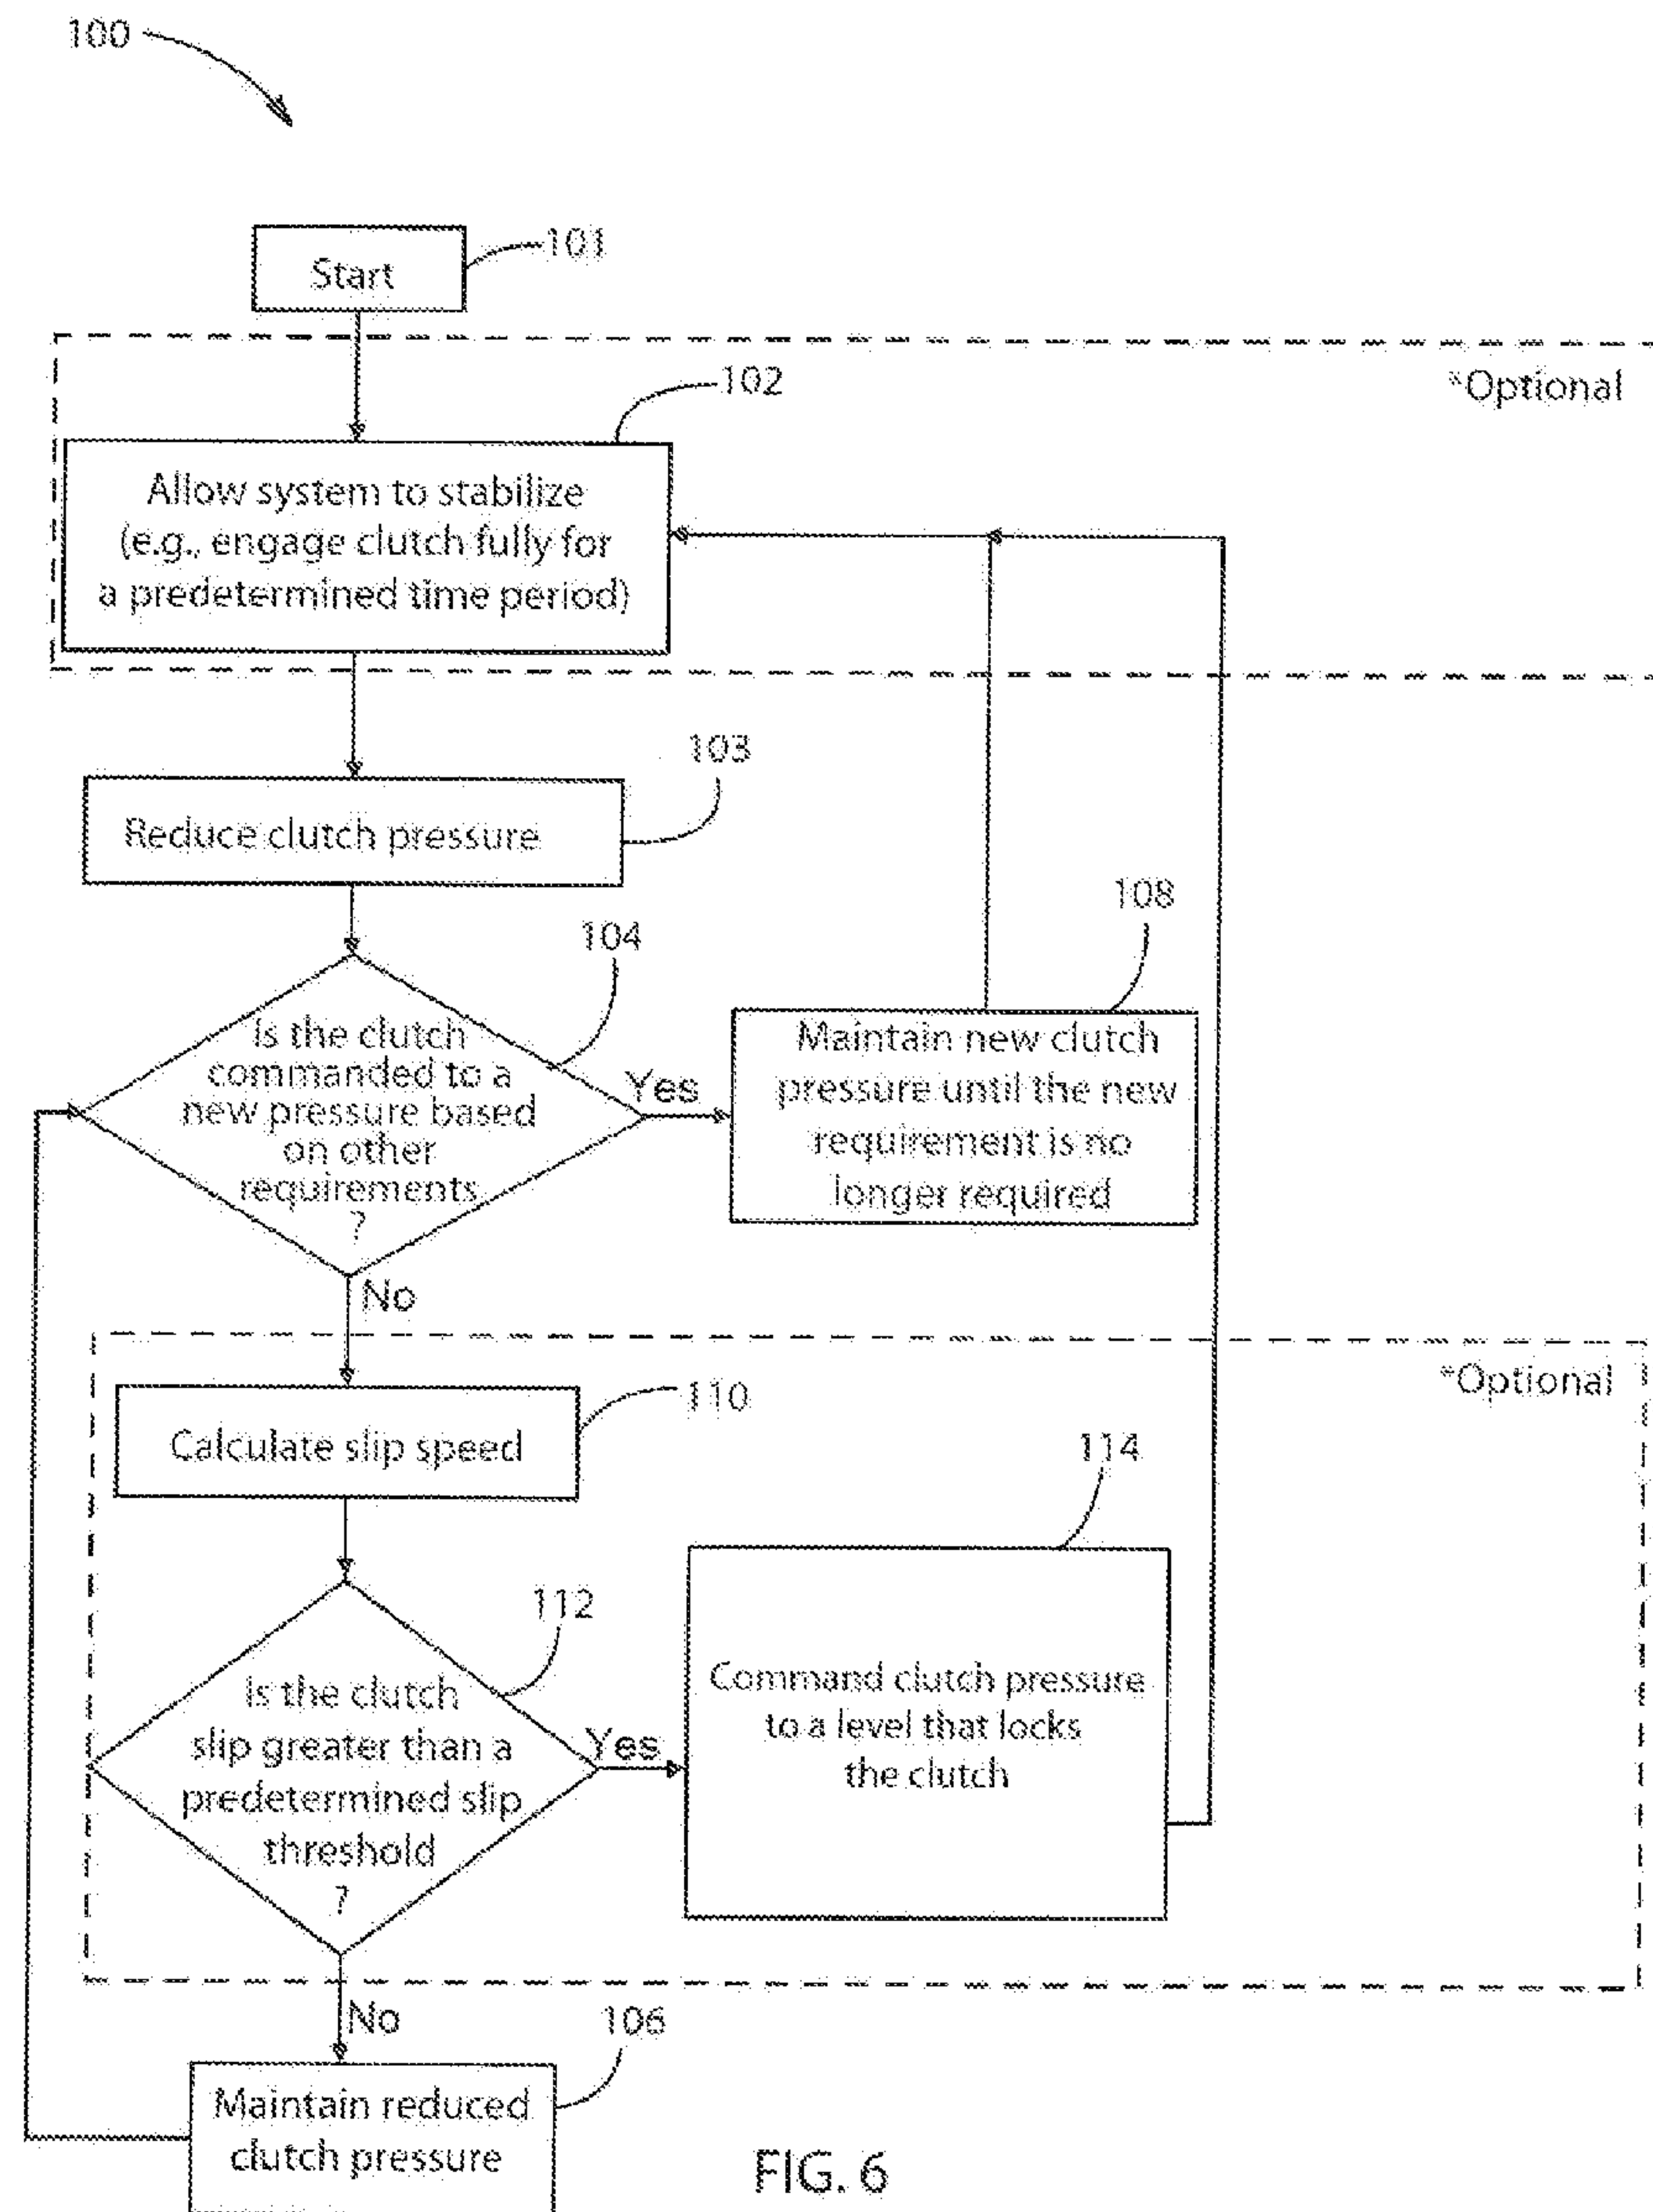 100
Start
101
*Optional
102
Allow system to stabilize
(e.g., engage clutch fully for
a predetermined time period)
103
Reduce clutch pressure
108
104
Is the clutch
commanded to a
new pressure based
on other
requirements
?
Yes
Maintain new clutch
pressure until the new
requirement is no
longer required
No
*Optional
110
Calculate slip speed
114
112
Is the clutch
slip greater than a
predetermined slip
threshold
?
Yes
Command clutch pressure
to a level that locks
the clutch
No
106
Maintain reduced
clutch pressure
FIG. 6